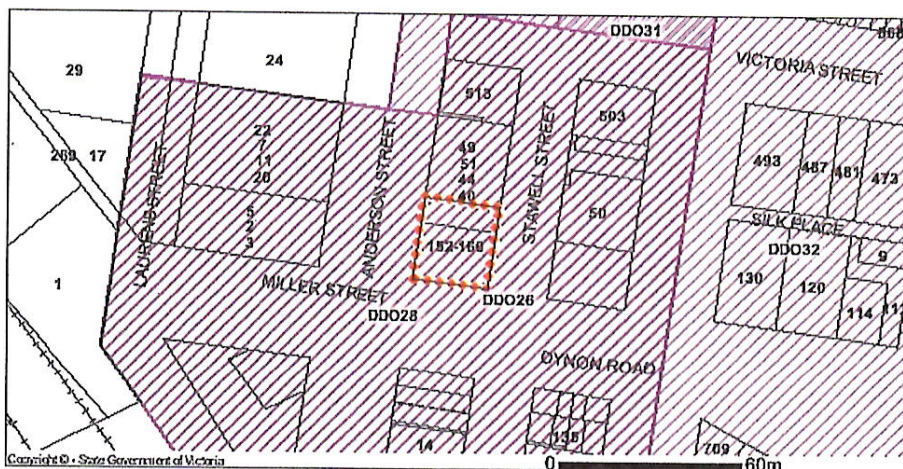 DDO31
868
VICTORIA STREET
29
24
513
503
22
7
11
20
49
51
44
40
493
487
481
473
269
17
LAURENS STREET
ANDERSON STREET
STAWELL STREET
50
SILK PLACE
5
2
3
152-160
DDO32
9
1
MILLER STREET
DDO26
DDO28
130
120
114
DYNON ROAD
14
135
709
Copyright © - State Government of Victoria
0 60m